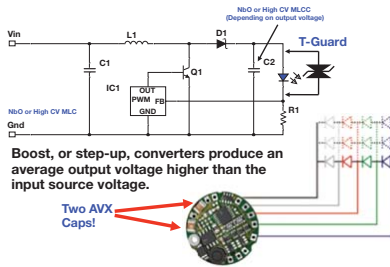 NbO or High CV MLCC
(Depending on output voltage)
Vin
L1
D1
T-Guard
C1
Q1
C2
IC1
OUT
PWM FB
GND
R1
NbO or High CV MLC
Gnd
Boost, or step-up, converters produce an
average output voltage higher than the
input source voltage.
Two AVX
Caps!